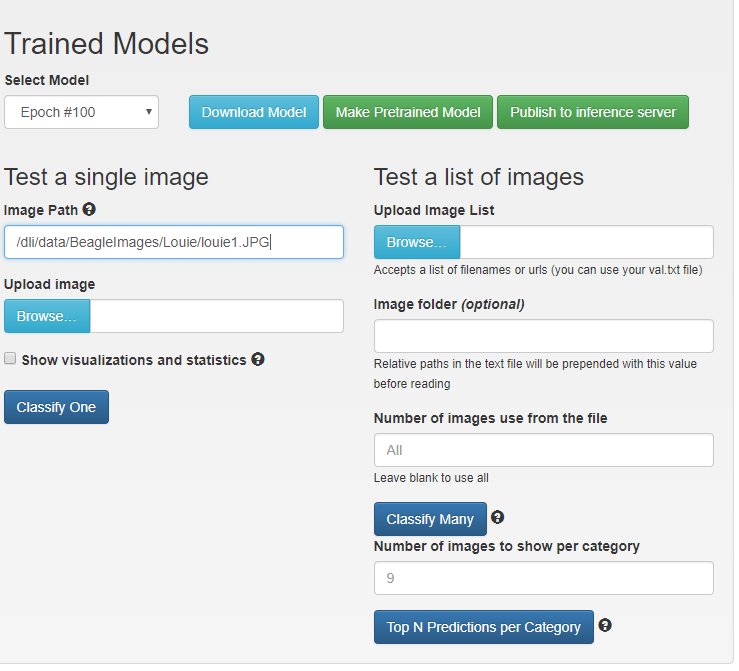 Trained Models
Select Model
Epoch #100
Download Model
Make Pretrained Model
Publish to inference server
Test a single image
Image Path
/dli/data/BeagleImages/Louie/louie1.JPG
Upload image
Browse...
Show visualizations and statistics
Classify One
Test a list of images
Upload Image List
Browse...
Accepts a list of filenames or urls (you can use your val.txt file)
Image folder (optional)
Relative paths in the text file will be prepended with this value
before reading
Number of images use from the file
All
Leave blank to use all
Classify Many
Number of images to show per category
9
Top N Predictions per Category